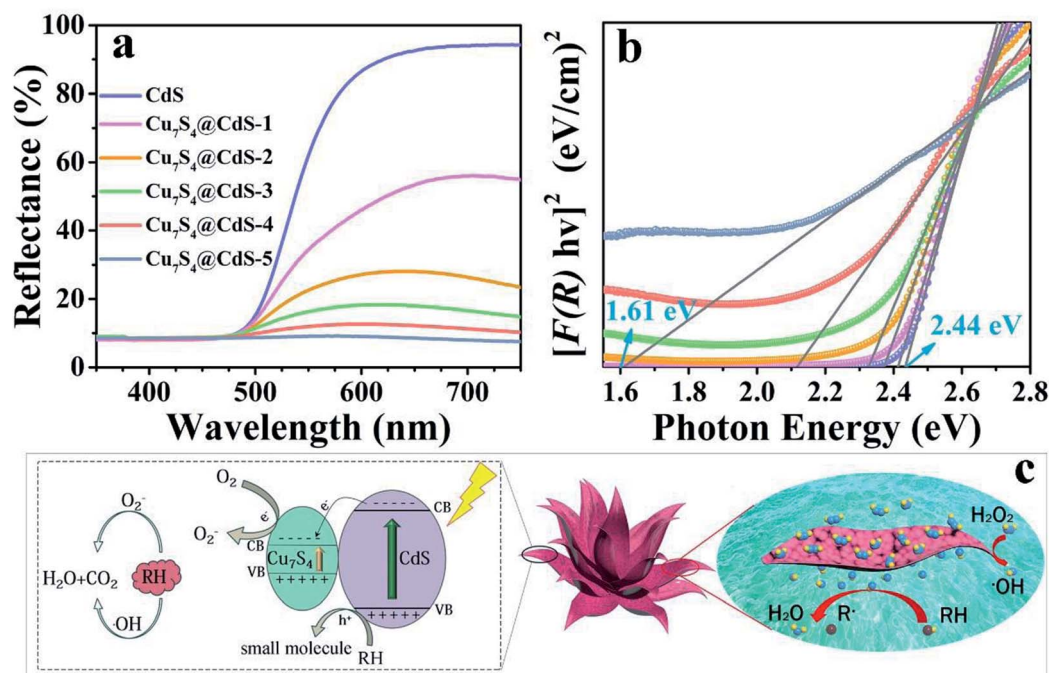 a
Reflectance (%)
100
80
60
40
20
0
CdS
Cu₇S₄@CdS-1
Cu₇S₄@CdS-2
Cu₇S₄@CdS-3
Cu₇S₄@CdS-4
Cu₇S₄@CdS-5
400 500 600 700
Wavelength (nm)
b
[F(R) hv]² (eV/cm)²
1.61 eV
2.44 eV
1.6 1.8 2.0 2.2 2.4 2.6 2.8
Photon Energy (eV)
c
O₂⁻
H₂O+CO₂
RH
·OH
O₂
O₂⁻
e⁻
e⁻
CB
Cu₇S₄
VB
CB
CdS
VB
h⁺
small molecule
RH
H₂O₂
·OH
H₂O
R·
RH